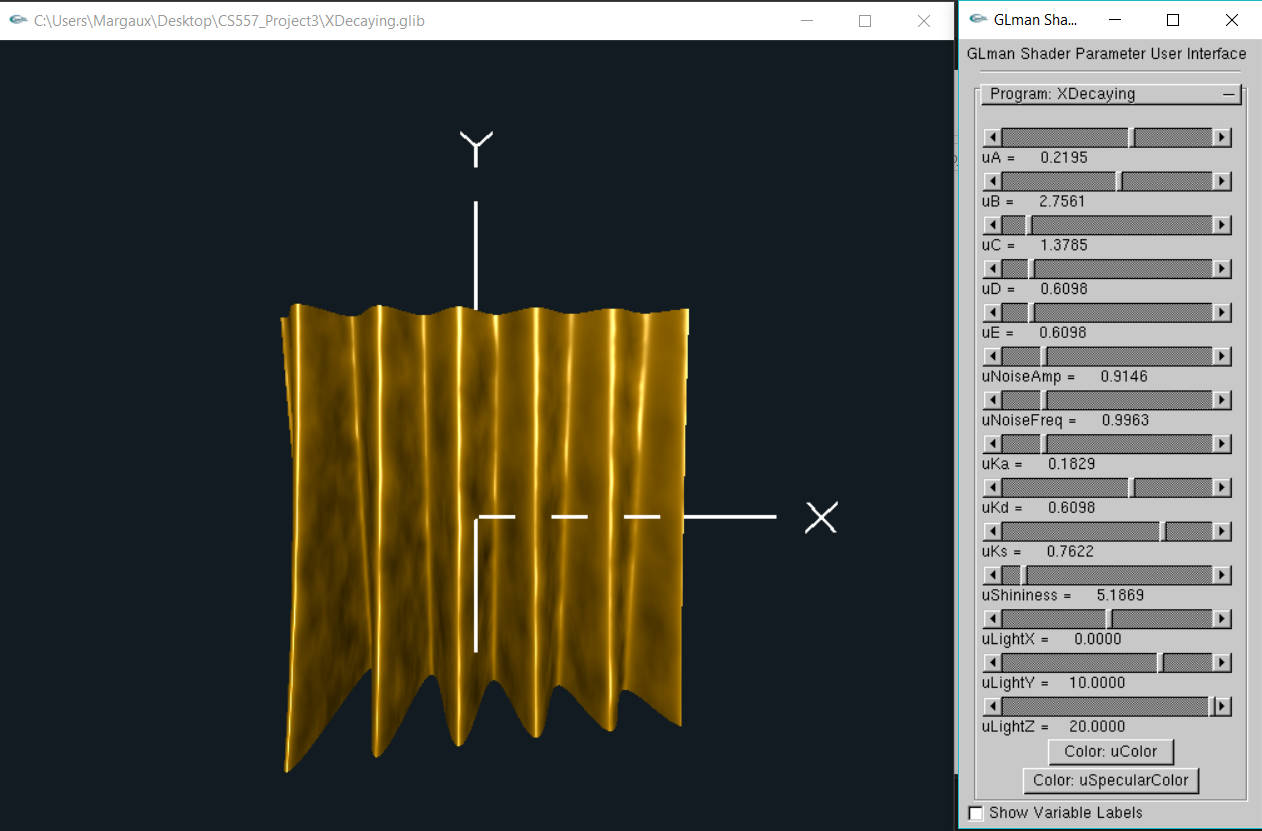 C:\Users\Margaux\Desktop\CS557_Project3\XDecaying.glib
GLman Sha...
GLman Shader Parameter User Interface
Program: XDecaying
uA = 0.2195
uB = 2.7561
uC = 1.3785
uD = 0.6098
uE = 0.6098
uNoiseAmp = 0.9146
uNoiseFreq = 0.9963
uKa = 0.1829
uKd = 0.6098
uKs = 0.7622
uShininess = 5.1869
uLightX = 0.0000
uLightY = 10.0000
uLightZ = 20.0000
Color: uColor
Color: uSpecularColor
Show Variable Labels
Y
X